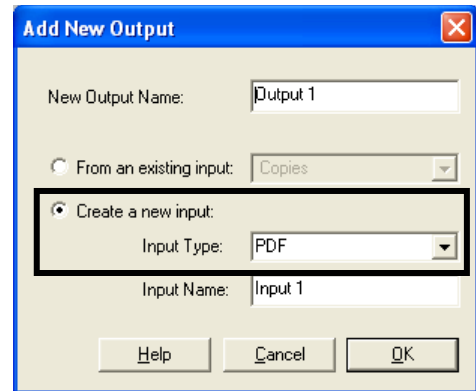 Add New Output
New Output Name: Output 1
From an existing input: Copies
Create a new input:
Input Type: PDF
Input Name: Input 1
Help Cancel OK